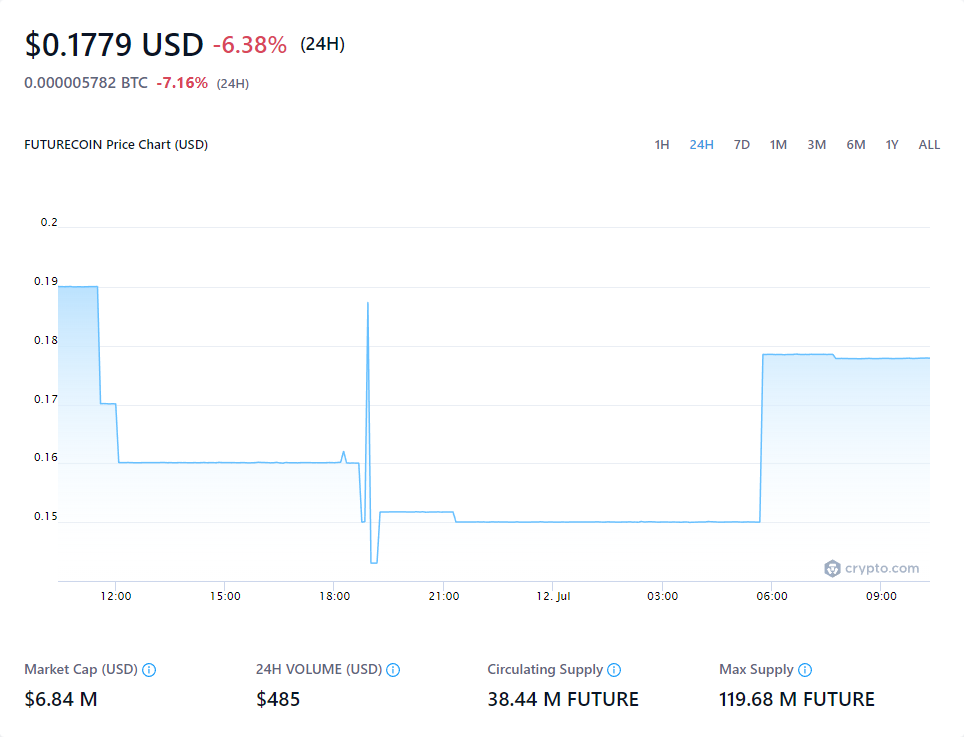 $0.1779 USD -6.38% (24H)
0.000005782 BTC -7.16% (24H)
FUTURECOIN Price Chart (USD) 1H 24H 7D 1M 3M 6M 1Y ALL
0.2
0.19
0.18
0.17
0.16
0.15
crypto.com
12:00 15:00 18:00 21:00 12. Jul 03:00 06:00 09:00
Market Cap (USD) 24H VOLUME (USD) Circulating Supply Max Supply
$6.84 M $485 38.44 M FUTURE 119.68 M FUTURE